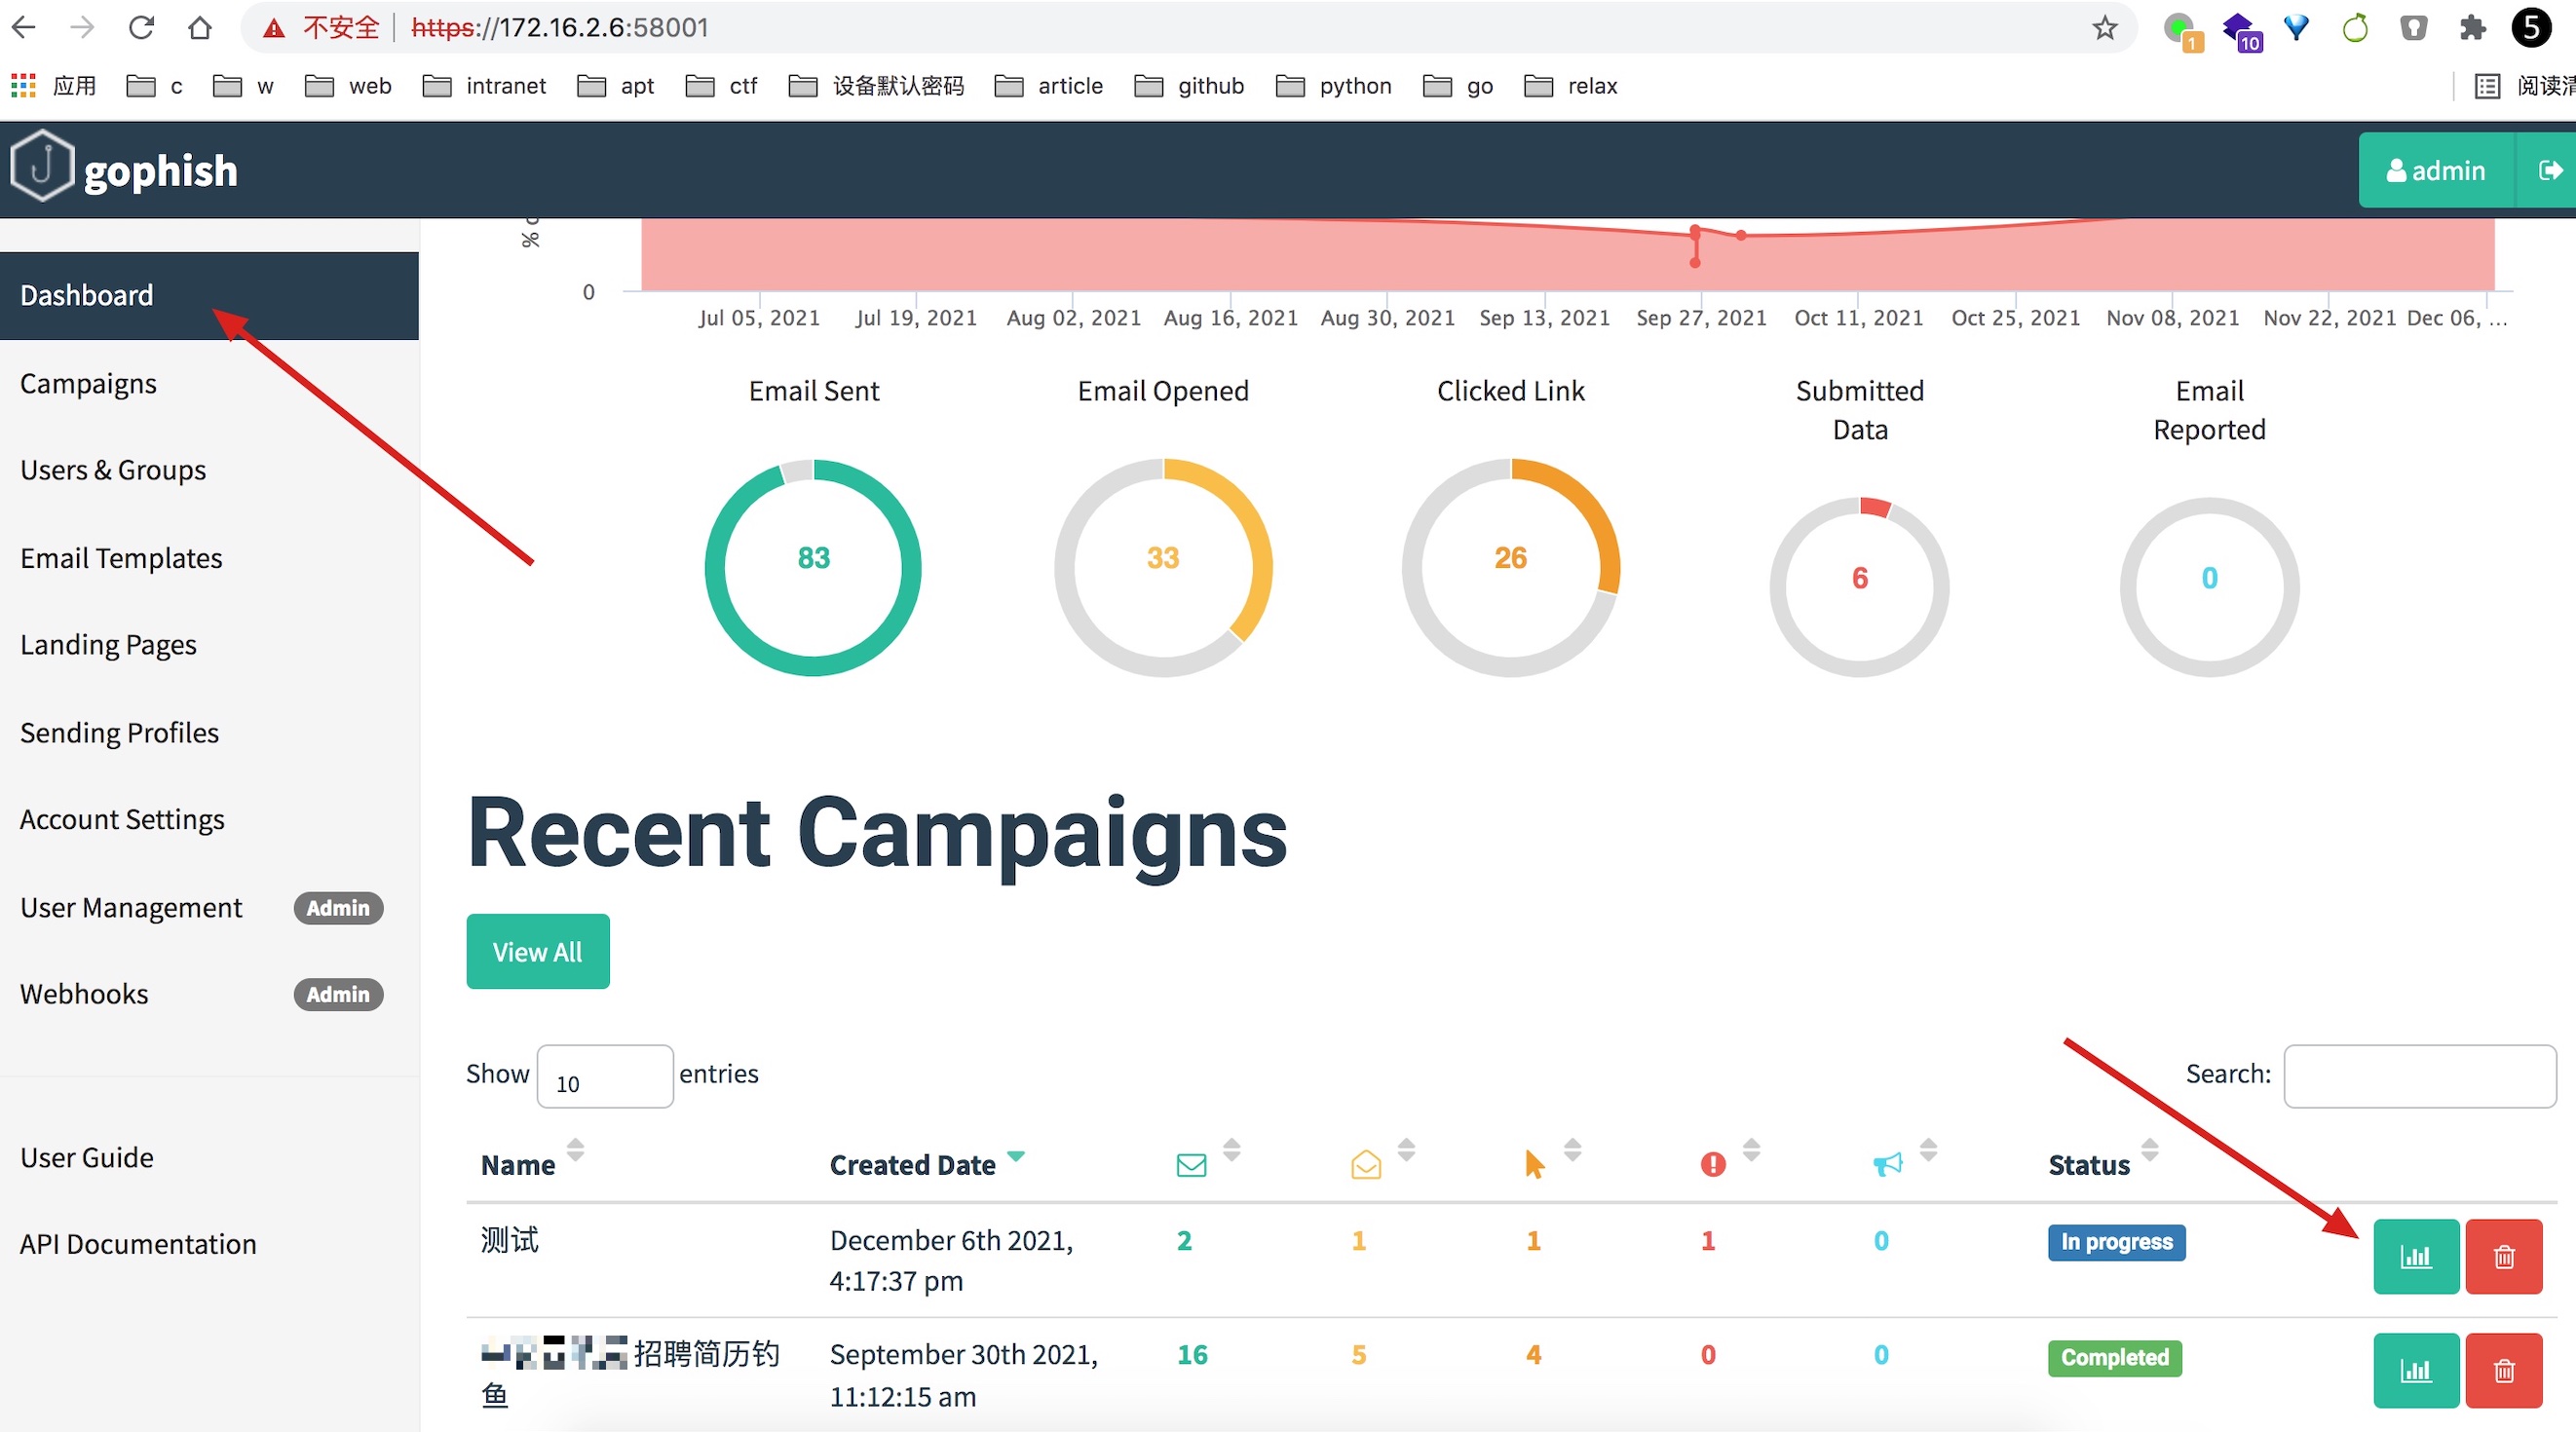 不安全 https://172.16.2.6:58001 1 10 5
应用 c w web intranet apt ctf 设备默认密码 article github python go relax
gophish admin
Dashboard
Campaigns
Users & Groups
Email Templates
Landing Pages
Sending Profiles
Account Settings
User Management Admin
Webhooks Admin
User Guide
API Documentation
%
0
Jul 05, 2021 Jul 19, 2021 Aug 02, 2021 Aug 16, 2021 Aug 30, 2021 Sep 13, 2021 Sep 27, 2021 Oct 11, 2021 Oct 25, 2021 Nov 08, 2021 Nov 22, 2021 Dec 06, ...
Email Sent Email Opened Clicked Link Submitted Data Email Reported
83 33 26 6 0
Recent Campaigns
View All
Show 10 entries Search:
Name Created Date Status
测试 December 6th 2021, 2 1 1 1 0 In progress
4:17:37 pm
招聘简历钓 September 30th 2021, 16 5 4 0 0 Completed
鱼 11:12:15 am